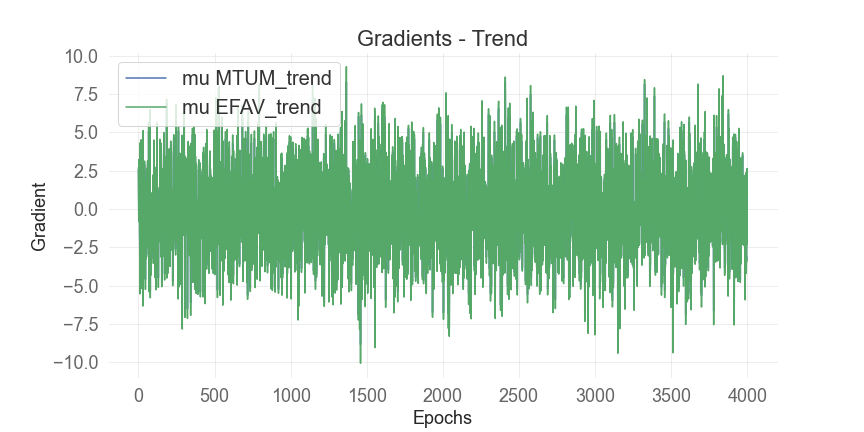 Gradients - Trend
mu MTUM_trend
mu EFAV_trend
Gradient
10.0
7.5
5.0
2.5
0.0
−2.5
−5.0
−7.5
−10.0
0 500 1000 1500 2000 2500 3000 3500 4000
Epochs